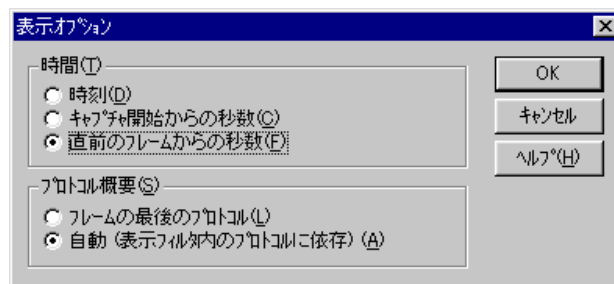 表示ｵﾌﾟｼｮﾝ
時間(T)
時刻(D)
ｷｬﾌﾟﾁｬ開始からの秒数(C)
直前のﾌﾚｰﾑからの秒数(F)
ﾌﾟﾛﾄｺﾙ概要(S)
ﾌﾚｰﾑの最後のﾌﾟﾛﾄｺﾙ(L)
自動 (表示ﾌｨﾙﾀ内のﾌﾟﾛﾄｺﾙに依存) (A)
OK
ｷｬﾝｾﾙ
ﾍﾙﾌﾟ(H)